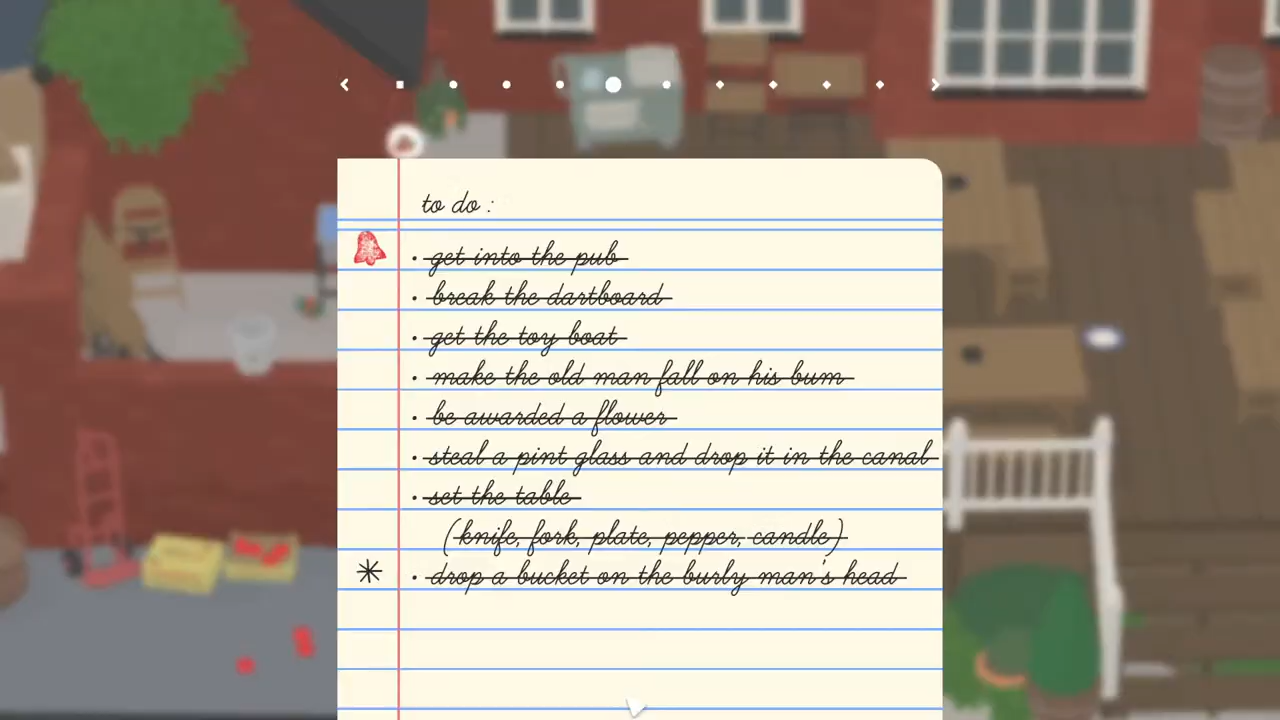 to do :
• get into the pub
• break the dartboard
• get the toy boat
• make the old man fall on his bum
• be awarded a flower
• steal a pint glass and drop it in the canal
• set the table
(knife, fork, plate, pepper, candle)
• drop a bucket on the burly man's head